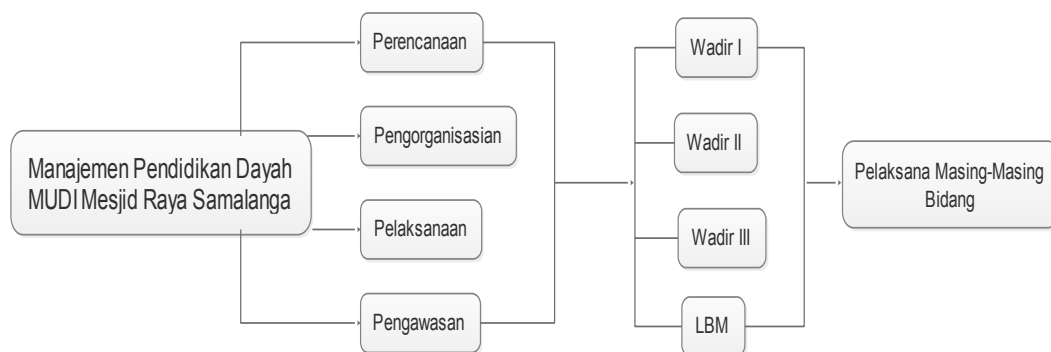 Manajemen Pendidikan Dayah
MUDI Mesjid Raya Samalanga
Perencanaan
Pengorganisasian
Pelaksanaan
Pengawasan
Wadir I
Wadir II
Wadir III
LBM
Pelaksana Masing-Masing
Bidang